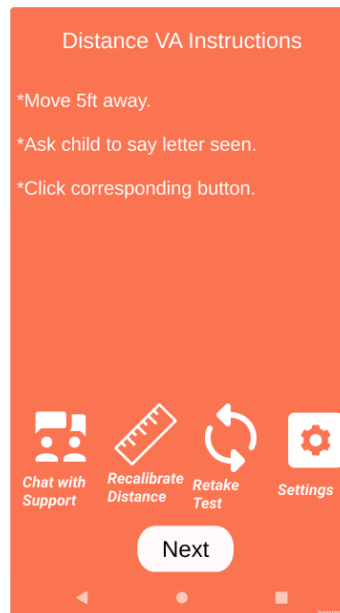 Distance VA Instructions
*Move 5ft away.
*Ask child to say letter seen.
*Click corresponding button.
Chat with
Support
Recalibrate
Distance
Retake
Test
Settings
Next